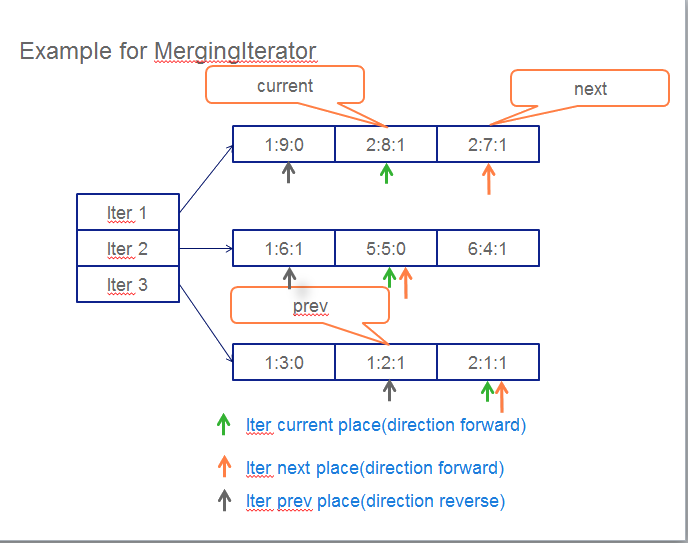 Example for MergingIterator
current
next
1:9:0 2:8:1 2:7:1
Iter 1
Iter 2
Iter 3
1:6:1 5:5:0 6:4:1
prev
1:3:0 1:2:1 2:1:1
Iter current place(direction forward)
Iter next place(direction forward)
Iter prev place(direction reverse)